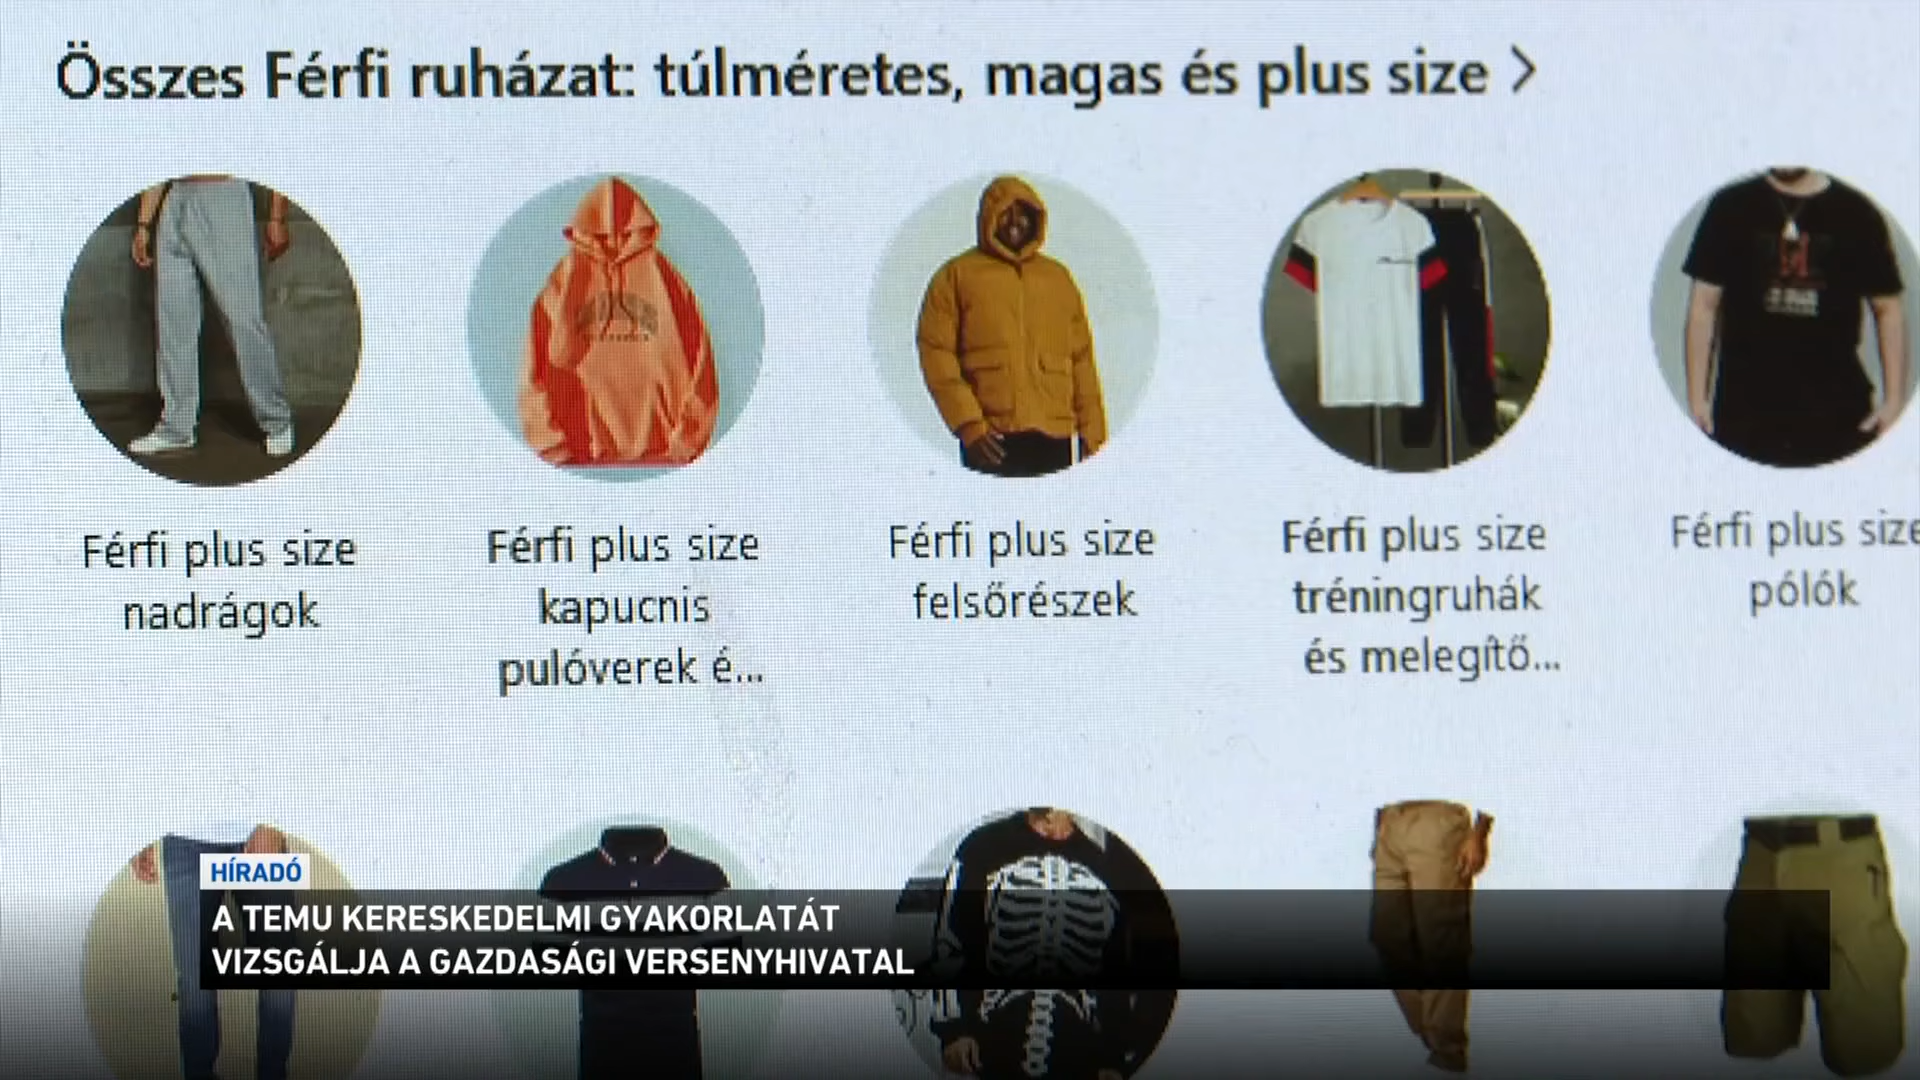 Összes Férfi ruházat: túlméretes, magas és plus size >
Férfi plus size
nadrágok
Férfi plus size
kapucnis
pulóverek é...
Férfi plus size
felsőrészek
Férfi plus size
tréningruhák
és melegítő...
Férfi plus size
pólók
HÍRADÓ
A TEMU KERESKEDELMI GYAKORLATÁT
VIZSGÁLJA A GAZDASÁGI VERSENYHIVATAL